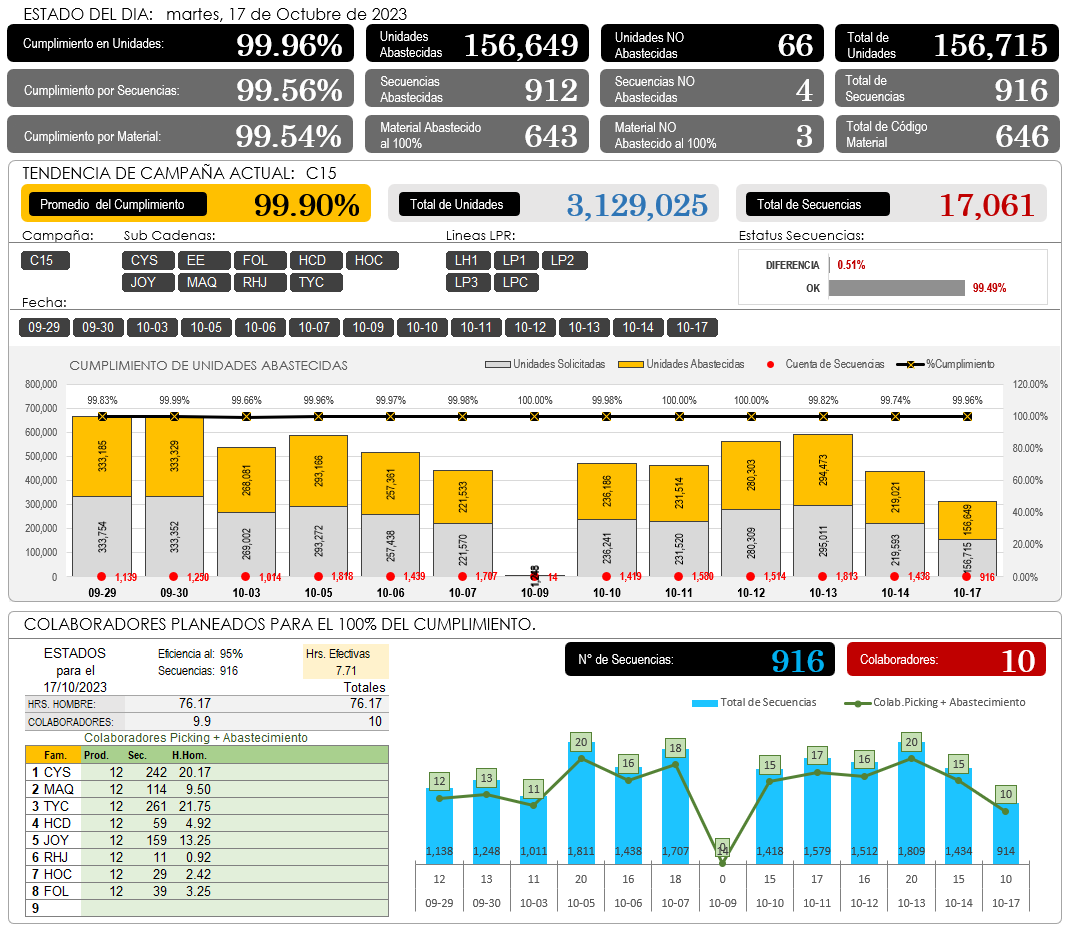 ESTADO DEL DIA: martes, 17 de Octubre de 2023
Cumplimiento en Unidades: 99.96%
Unidades Abastecidas 156,649
Unidades NO Abastecidas 66
Total de Unidades 156,715
Cumplimiento por Secuencias: 99.56%
Secuencias Abastecidas 912
Secuencias NO Abastecidas 4
Total de Secuencias 916
Cumplimiento por Material: 99.54%
Material Abastecido al 100% 643
Material NO Abastecido al 100% 3
Total de Código Material 646
TENDENCIA DE CAMPAÑA ACTUAL: C15
Promedio del Cumplimiento 99.90%
Total de Unidades 3,129,025
Total de Secuencias 17,061
Campaña: Sub Cadenas: Lineas LPR: Estatus Secuencias:
C15 CYS EE FOL HCD HOC LH1 LP1 LP2
JOY MAQ RHJ TYC LP3 LPC
DIFERENCIA 0.51%
OK 99.49%
Fecha:
09-29 09-30 10-03 10-05 10-06 10-07 10-09 10-10 10-11 10-12 10-13 10-14 10-17
CUMPLIMIENTO DE UNIDADES ABASTECIDAS
Unidades Solicitadas Unidades Abastecidas Cuenta de Secuencias %Cumplimiento
800,000
700,000
600,000
500,000
400,000
300,000
200,000
100,000
0
120.00%
100.00%
80.00%
60.00%
40.00%
20.00%
0.00%
99.83% 99.99% 99.66% 99.96% 99.97% 99.98% 100.00% 99.98% 100.00% 100.00% 99.82% 99.74% 99.96%
333,185 333,329 268,081 293,166 257,361 221,533 236,186 231,514 280,303 294,473 219,021 156,649
333,754 333,352 269,002 293,272 257,438 221,570 236,241 231,520 280,309 295,011 219,593 156,715
1,139 1,250 1,014 1,818 1,439 1,707 14 1,419 1,580 1,514 1,813 1,438 916
09-29 09-30 10-03 10-05 10-06 10-07 10-09 10-10 10-11 10-12 10-13 10-14 10-17
COLABORADORES PLANEADOS PARA EL 100% DEL CUMPLIMIENTO.
ESTADOS
para el
17/10/2023
Eficiencia al: 95%
Secuencias: 916
Hrs. Efectivas
7.71
Totales
HRS. HOMBRE: 76.17 76.17
COLABORADORES: 9.9 10
Colaboradores Picking + Abastecimiento
Fam. Prod. Sec. H.Hom.
1 CYS 12 242 20.17
2 MAQ 12 114 9.50
3 TYC 12 261 21.75
4 HCD 12 59 4.92
5 JOY 12 159 13.25
6 RHJ 12 11 0.92
7 HOC 12 29 2.42
8 FOL 12 39 3.25
9
N° de Secuencias: 916
Colaboradores: 10
Total de Secuencias Colab.Picking + Abastecimiento
12 13 11 20 16 18 0 15 17 16 20 15 10
1,138 1,248 1,011 1,811 1,438 1,707 14 1,418 1,579 1,512 1,809 1,434 914
12 13 11 20 16 18 0 15 17 16 20 15 10
09-29 09-30 10-03 10-05 10-06 10-07 10-09 10-10 10-11 10-12 10-13 10-14 10-17